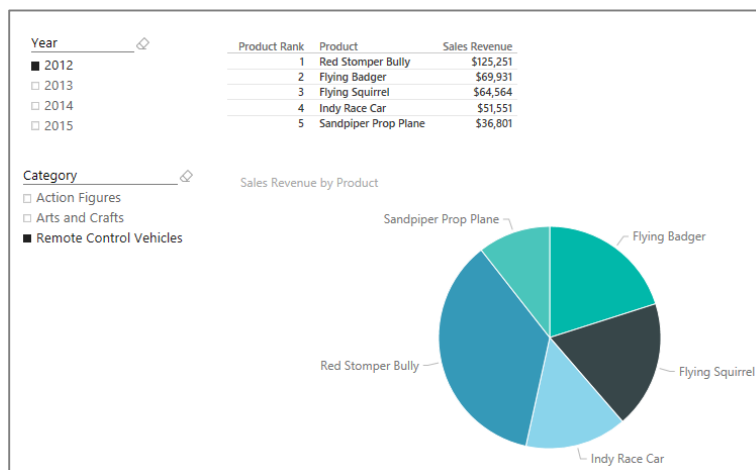 Year
2012
2013
2014
2015
Product Rank Product Sales Revenue
1 Red Stomper Bully $125,251
2 Flying Badger $69,931
3 Flying Squirrel $64,564
4 Indy Race Car $51,551
5 Sandpiper Prop Plane $36,801
Category
Action Figures
Arts and Crafts
Remote Control Vehicles
Sales Revenue by Product
Sandpiper Prop Plane
Flying Badger
Red Stomper Bully
Flying Squirrel
Indy Race Car